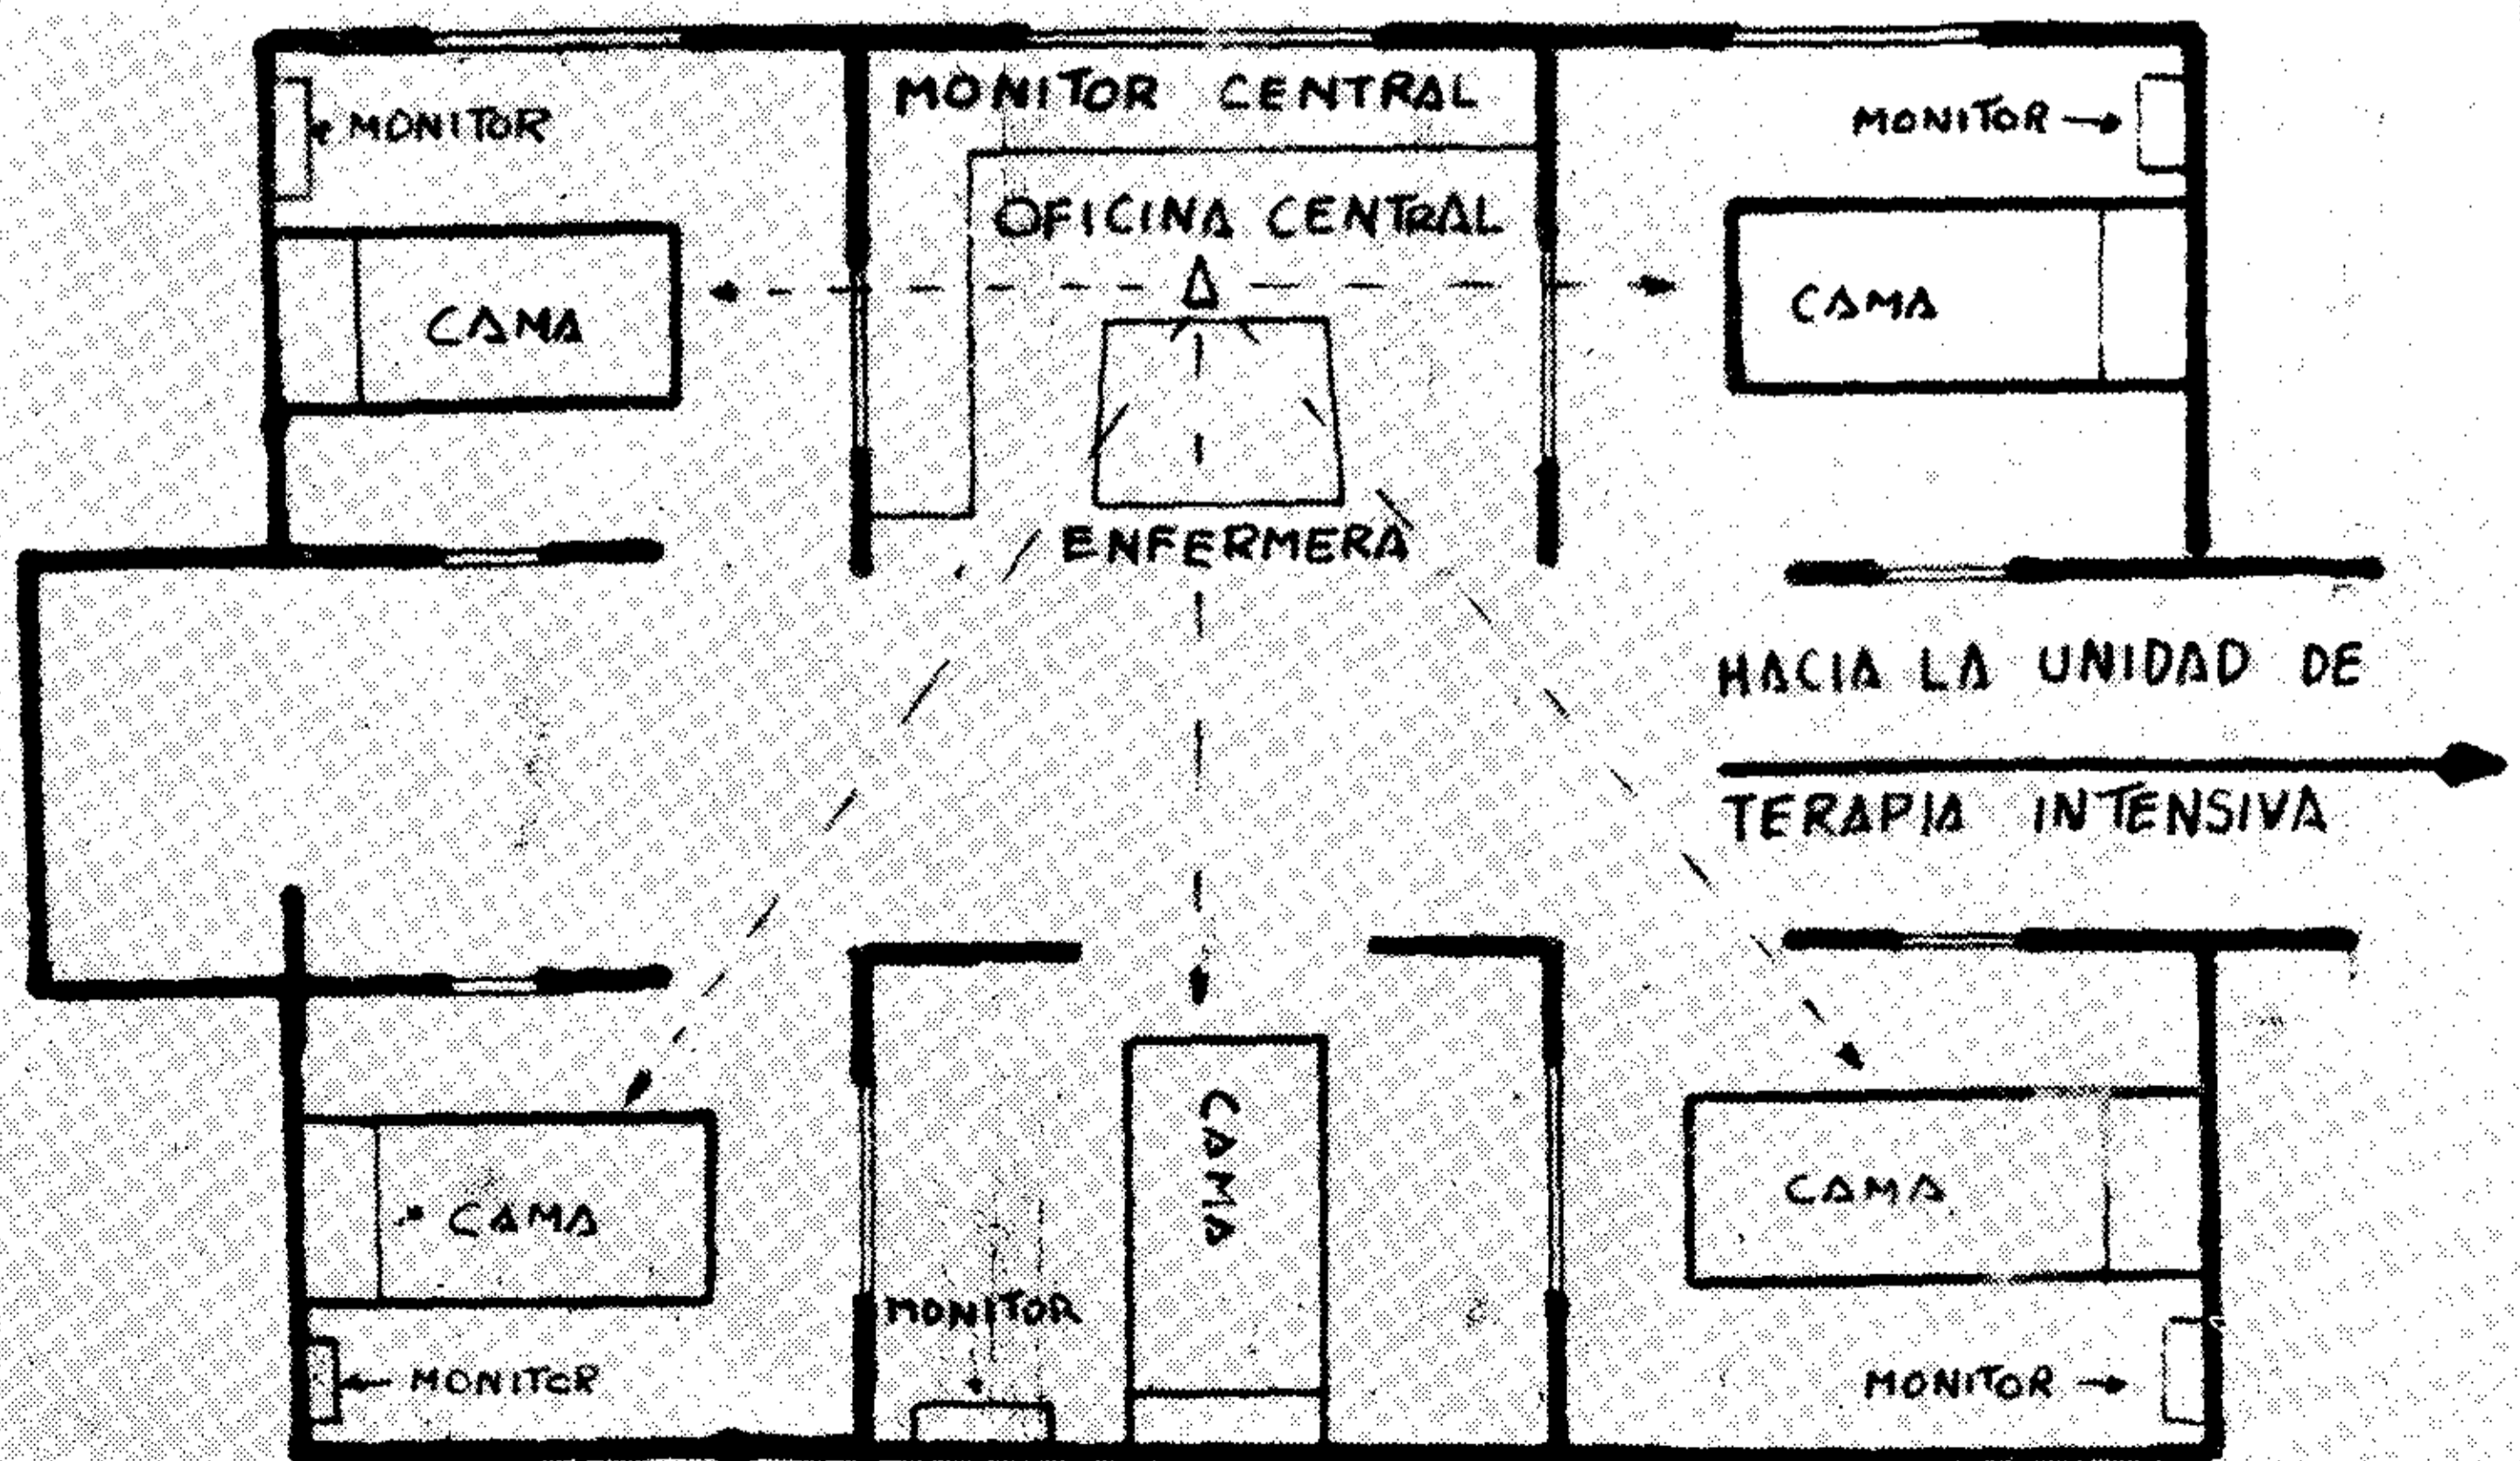 MONITOR CENTRAL
MONITOR
MONITOR
OFICINA CENTRAL
CAMA
CAMA
ENFERMERA
HACIA LA UNIDAD DE
TERAPIA INTENSIVA
CAMA
CAMA
CAMA
MONITOR
MONITOR
MONITOR